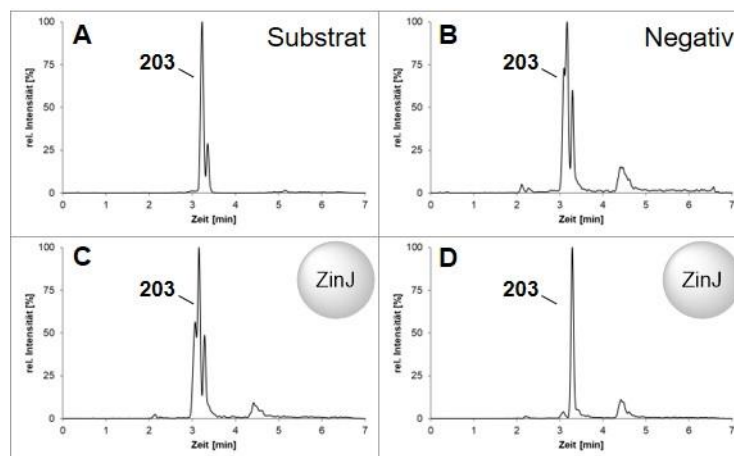 A
Substrat
203
100
75
50
25
0
rel. Intensität [%]
0 1 2 3 4 5 6 7
Zeit [min]
B
Negativ
203
100
75
50
25
0
rel. Intensität [%]
0 1 2 3 4 5 6 7
Zeit [min]
C
ZinJ
203
100
75
50
25
0
rel. Intensität [%]
0 1 2 3 4 5 6 7
Zeit [min]
D
ZinJ
203
100
75
50
25
0
rel. Intensität [%]
0 1 2 3 4 5 6 7
Zeit [min]